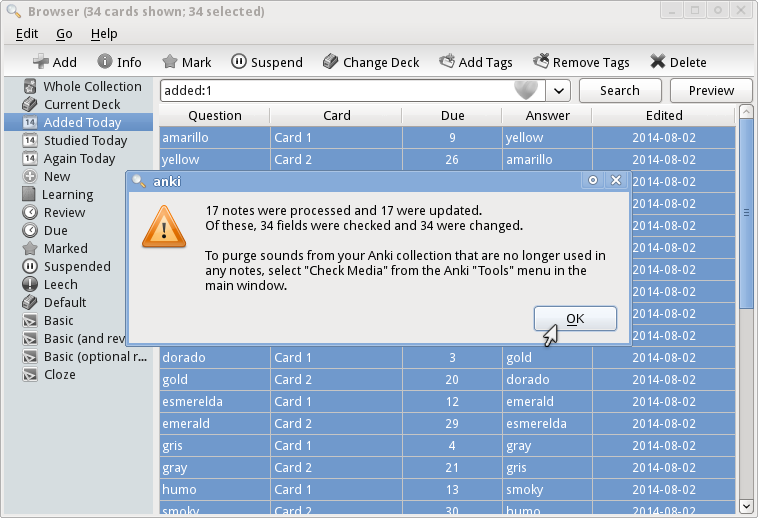 Browser (34 cards shown; 34 selected)
Edit Go Help
Add Info Mark Suspend Change Deck Add Tags Remove Tags Delete
Whole Collection
Current Deck
Added Today
Studied Today
Again Today
New
Learning
Review
Due
Marked
Suspended
Leech
Default
Basic
Basic (and rev
Basic (optional r...
Cloze
added:1 Search Preview
Question Card Due Answer Edited
amarillo Card 1 9 yellow 2014-08-02
yellow Card 2 26 amarillo 2014-08-02
2014-08-02
2014-08-02
2014-08-02
2014-08-02
2014-08-02
2014-08-02
2014-08-02
2014-08-02
anki
17 notes were processed and 17 were updated.
Of these, 34 fields were checked and 34 were changed.
To purge sounds from your Anki collection that are no longer used in
any notes, select "Check Media" from the Anki "Tools" menu in the
main window.
OK
dorado Card 1 3 gold 2014-08-02
gold Card 2 20 dorado 2014-08-02
esmerelda Card 1 12 emerald 2014-08-02
emerald Card 2 29 esmerelda 2014-08-02
gris Card 1 4 gray 2014-08-02
gray Card 2 21 gris 2014-08-02
humo Card 1 13 smoky 2014-08-02
smoky Card 2 30 humo 2014-08-02